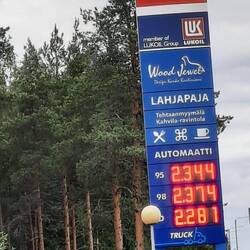 member of
LUKOIL Group
LUKOIL
Wood Jewel
LAHJAPAJA
Tehtaanmyymälä
Kahvila-ravintola
AUTOMAATTI
95 2.344
98 2.374
2.281
TRUCK